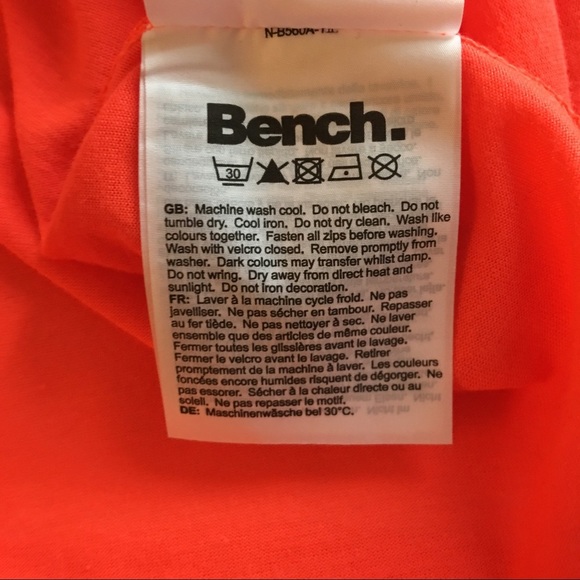 Bench.
30
GB: Machine wash cool. Do not bleach. Do not
tumble dry. Cool iron. Do not dry clean. Wash like
colours together. Fasten all zips before washing.
Wash with velcro closed. Remove promptly from
washer. Dark colours may transfer whilst damp.
Do not wring. Dry away from direct heat and
sunlight. Do not iron decoration.
FR: Laver à la machine cycle froid. Ne pas
javelliser. Ne pas sécher en tambour. Repasser
au fer tiède. Ne pas nettoyer à sec. Ne laver
ensemble que des articles de même couleur.
Fermer toutes les glissières avant le lavage.
Fermer le velcro avant le lavage. Retirer
promptement de la machine à laver. Les couleurs
foncées encore humides risquent de dégorger. Ne
pas essorer. Sécher à la chaleur directe ou au
soleil. Ne pas repasser le motif.
DE: Maschinenwäsche bei 30°C.